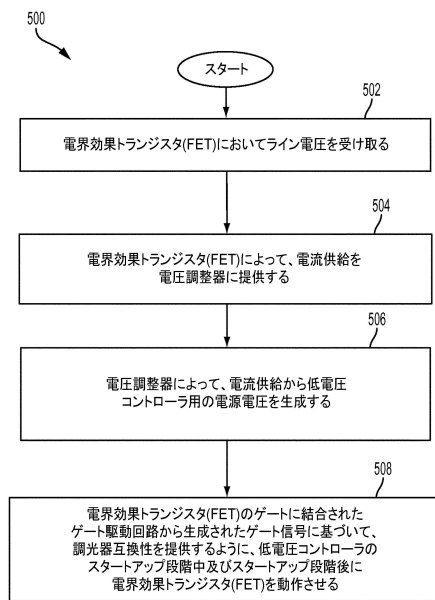 500
スタート
502
電界効果トランジスタ(FET)においてライン電圧を受け取る
504
電界効果トランジスタ(FET)によって、電流供給を
電圧調整器に提供する
506
電圧調整器によって、電流供給から低電圧
コントローラ用の電源電圧を生成する
508
電界効果トランジスタ(FET)のゲートに結合された
ゲート駆動回路から生成されたゲート信号に基づいて、
調光器互換性を提供するように、低電圧コントローラの
スタートアップ段階中及びスタートアップ段階後に
電界効果トランジスタ(FET)を動作させる